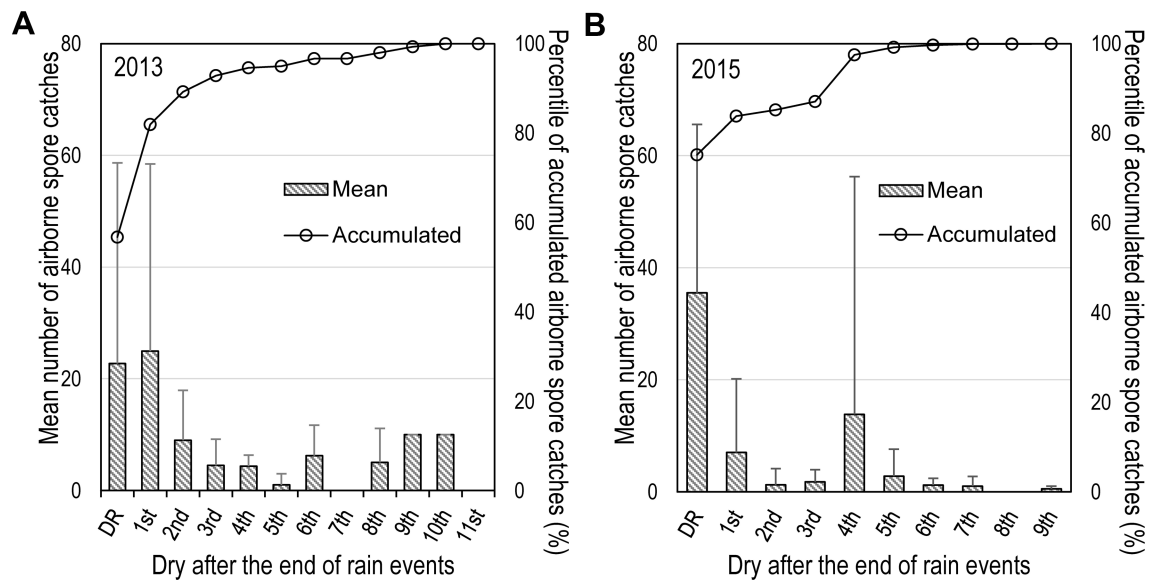 A
2013
Mean number of airborne spore catches
80
60
40
20
0
Percentile of accumulated airborne spore catches (%)
100
80
60
40
20
0
Mean
Accumulated
DR
1st
2nd
3rd
4th
5th
6th
7th
8th
9th
10th
11st
Dry after the end of rain events
B
2015
Mean number of airborne spore catches
80
60
40
20
0
Percentile of accumulated airborne spore catches (%)
100
80
60
40
20
0
Mean
Accumulated
DR
1st
2nd
3rd
4th
5th
6th
7th
8th
9th
Dry after the end of rain events